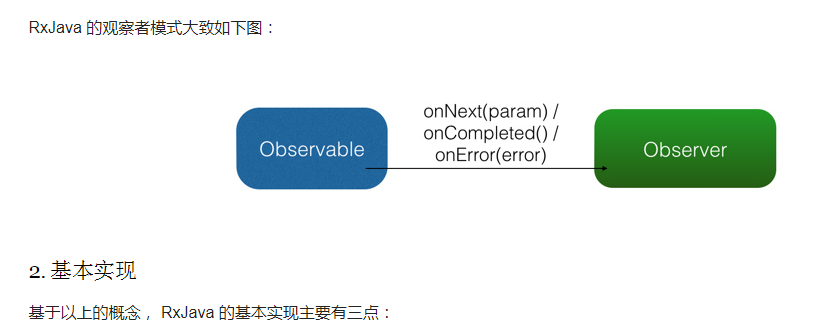 RxJava 的观察者模式大致如下图：
Observable
onNext(param) /
onCompleted() /
onError(error)
Observer
2. 基本实现
基于以上的概念， RxJava 的基本实现主要有三点：